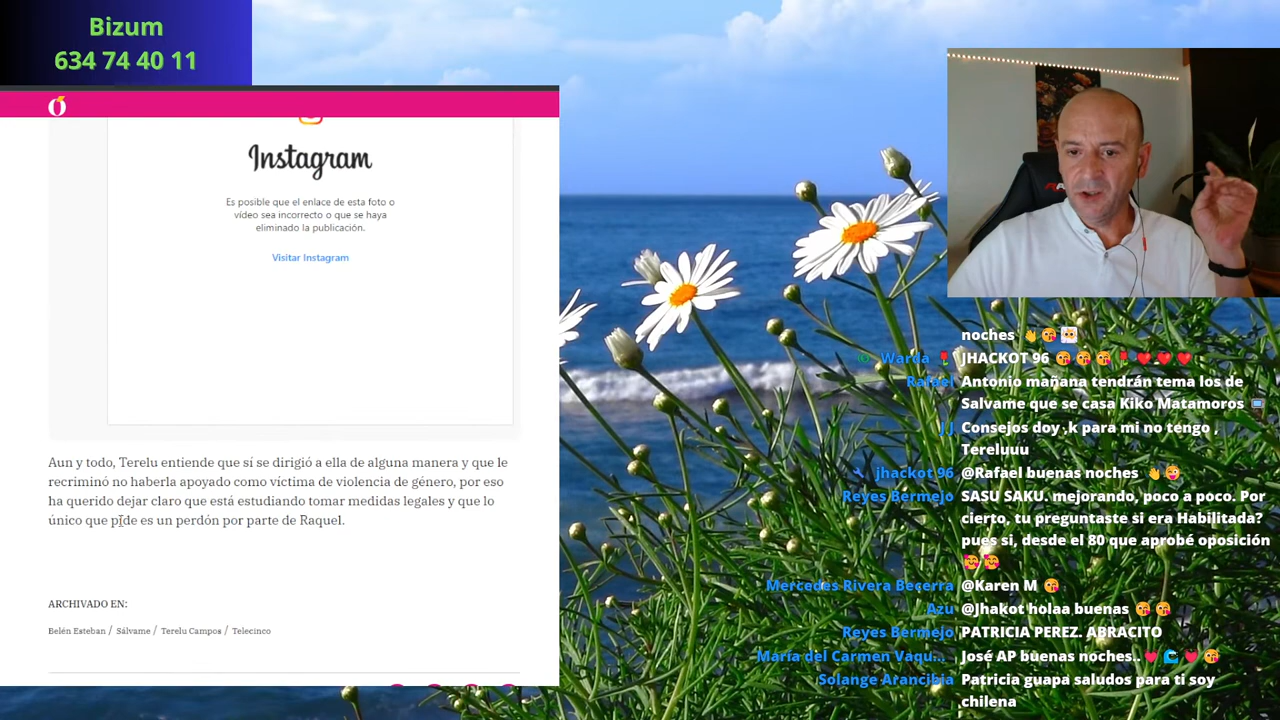 Bizum
634 74 40 11
Ó
Instagram
Es posible que el enlace de esta foto o
vídeo sea incorrecto o que se haya
eliminado la publicación.
Visitar Instagram
Aun y todo, Terelu entiende que sí se dirigió a ella de alguna manera y que le
recriminó no haberla apoyado como víctima de violencia de género, por eso
ha querido dejar claro que está estudiando tomar medidas legales y que lo
único que pide es un perdón por parte de Raquel.
ARCHIVADO EN:
Belén Esteban / Sálvame / Terelu Campos / Telecinco
noches 👋😘
Warda 🌹 JHACKOT 96 😘😘😘🌹❤️❤️❤️
Rafael Antonio mañana tendrán tema los de
Salvame que se casa Kiko Matamoros
JJ Consejos doy ,k para mi no tengo ,
Tereluuu
jhackot 96 @Rafael buenas noches 👋😜
Reyes Bermejo SASU SAKU. mejorando, poco a poco. Por
cierto, tu preguntaste si era Habilitada?
pues si, desde el 80 que aprobé oposición
🥰🥰
Mercedes Rivera Becerra @Karen M 😘
Azu @Jhakot holaa buenas 😘😘
Reyes Bermejo PATRICIA PEREZ. ABRACITO
María del Carmen Vaqu... José AP buenas noches..❤️🌊❤️😘
Solange Arancibia Patricia guapa saludos para ti soy
chilena